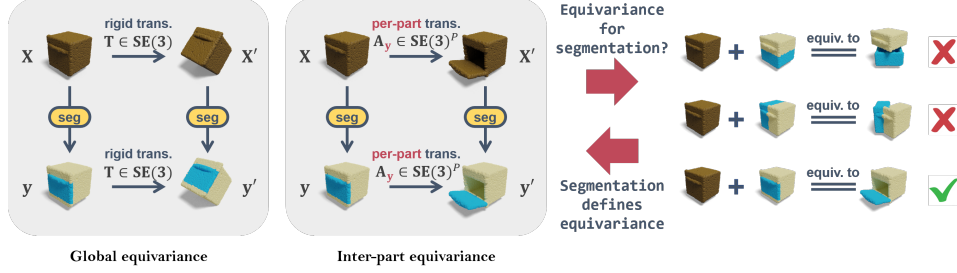 rigid trans.
T ∈ SE(3)
X
X′
seg
seg
rigid trans.
T ∈ SE(3)
y
y′
Global equivariance
per-part trans.
A_y ∈ SE(3)^P
X
X′
seg
seg
per-part trans.
A_y ∈ SE(3)^P
y
y′
Inter-part equivariance
Equivariance
for
segmentation?
Segmentation
defines
equivariance
+
equiv. to
+
equiv. to
+
equiv. to